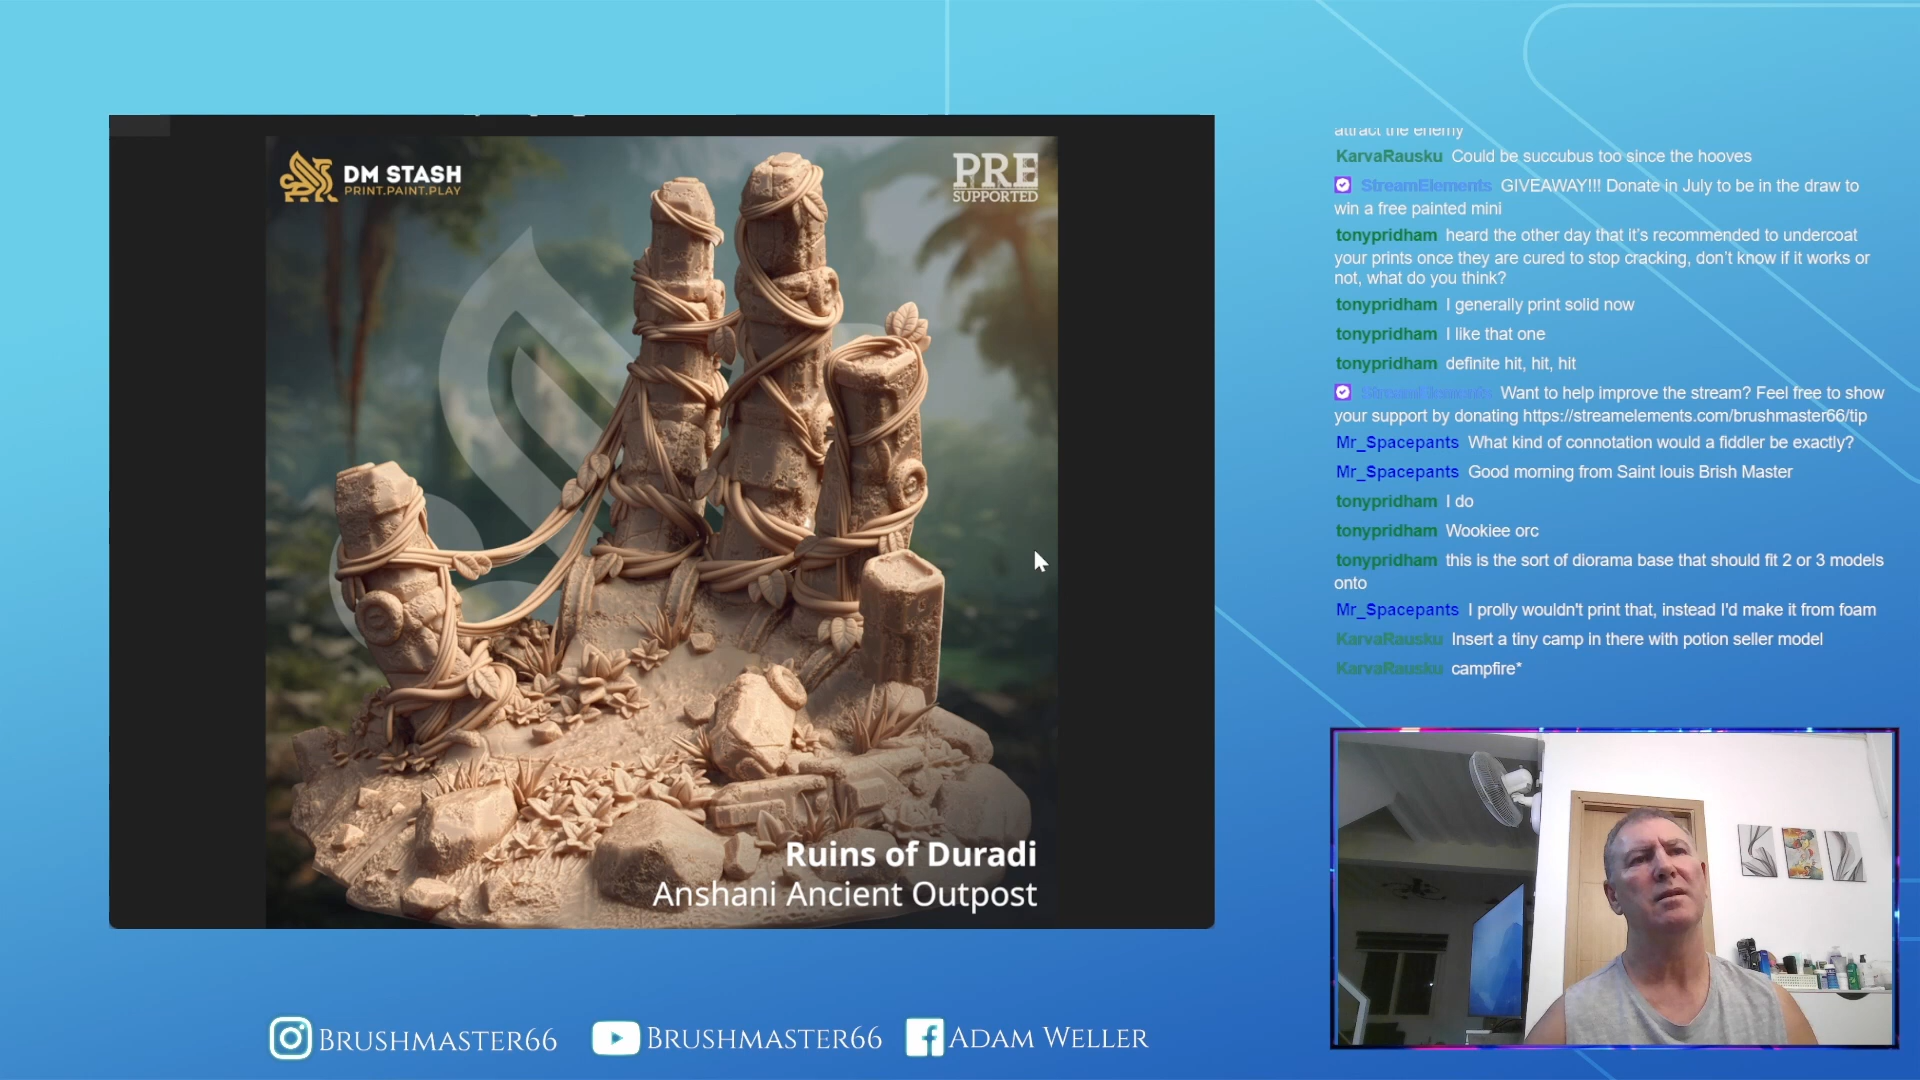 DM STASH
PRINT.PAINT.PLAY
PRE
SUPPORTED
Ruins of Duradi
Anshani Ancient Outpost
attract the enemy
KarvaRausku Could be succubus too since the hooves
StreamElements GIVEAWAY!!! Donate in July to be in the draw to
win a free painted mini
tonypridham heard the other day that it's recommended to undercoat
your prints once they are cured to stop cracking, don't know if it works or
not, what do you think?
tonypridham I generally print solid now
tonypridham I like that one
tonypridham definite hit, hit, hit
StreamElements Want to help improve the stream? Feel free to show
your support by donating https://streamelements.com/brushmaster66/tip
Mr_Spacepants What kind of connotation would a fiddler be exactly?
Mr_Spacepants Good morning from Saint louis Brish Master
tonypridham I do
tonypridham Wookiee orc
tonypridham this is the sort of diorama base that should fit 2 or 3 models
onto
Mr_Spacepants I prolly wouldn't print that, instead I'd make it from foam
KarvaRausku Insert a tiny camp in there with potion seller model
KarvaRausku campfire*
BRUSHMASTER66
BRUSHMASTER66
ADAM WELLER